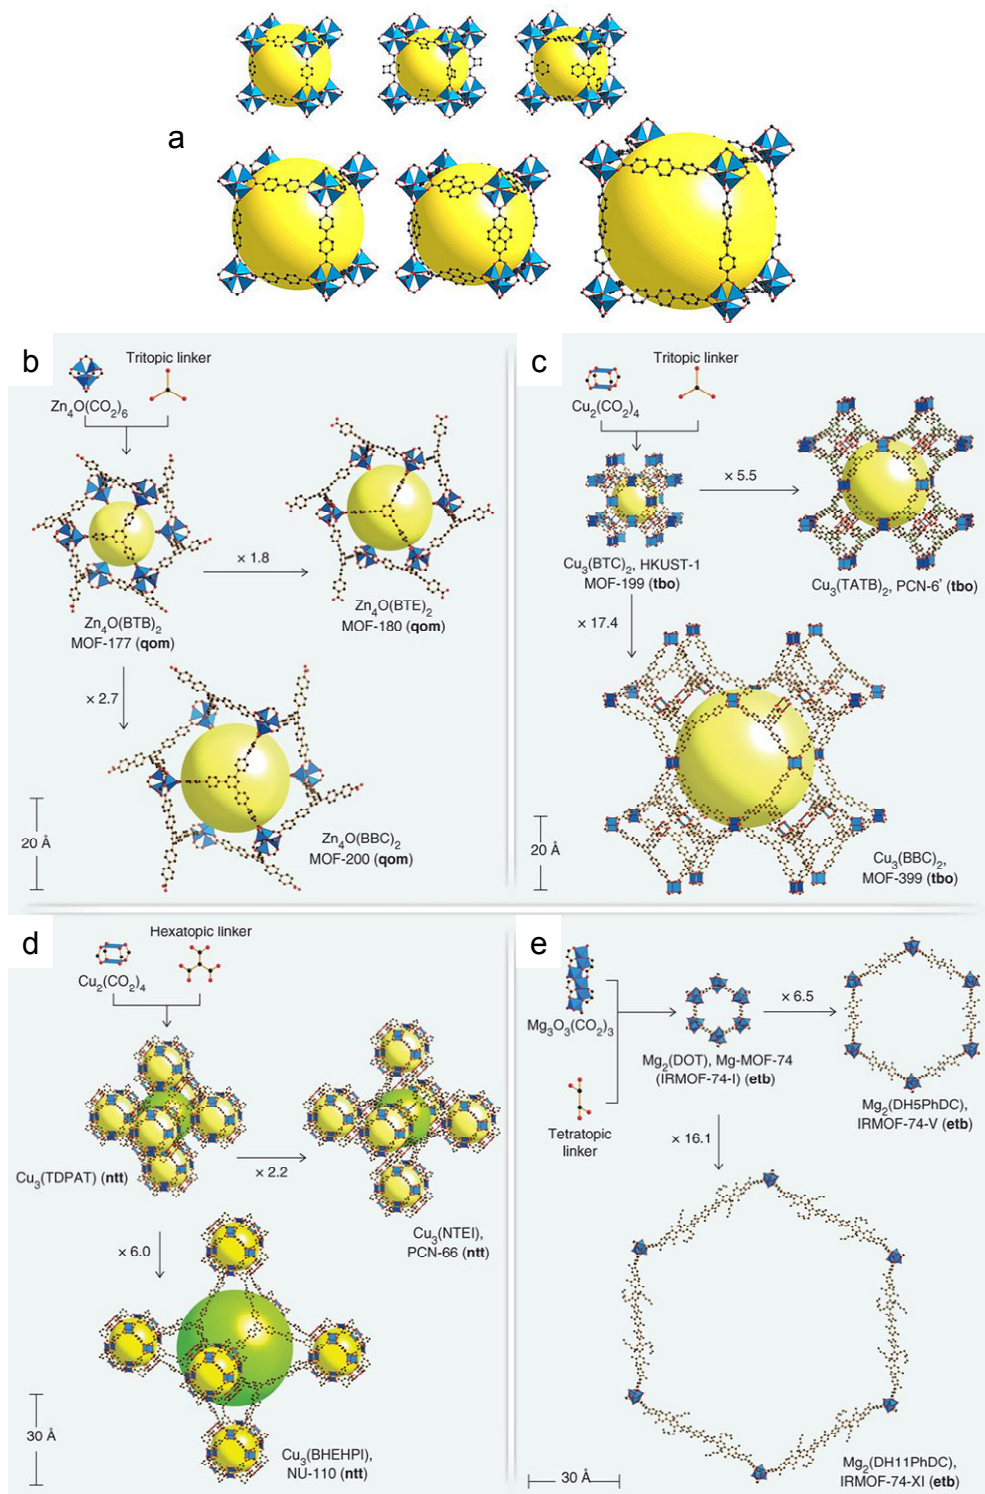 a
b
Tritopic linker
Zn4O(CO2)6
× 1.8
Zn4O(BTB)2
MOF-177 (qom)
Zn4O(BTE)2
MOF-180 (qom)
× 2.7
20 Å
Zn4O(BBC)2
MOF-200 (qom)
c
Tritopic linker
Cu2(CO2)4
× 5.5
Cu3(BTC)2, HKUST-1
MOF-199 (tbo)
Cu3(TATB)2, PCN-6' (tbo)
× 17.4
20 Å
Cu3(BBC)2,
MOF-399 (tbo)
d
Hexatopic linker
Cu2(CO2)4
Cu3(TDPAT) (ntt)
× 2.2
Cu3(NTEI),
PCN-66 (ntt)
× 6.0
30 Å
Cu3(BHEHPI),
NU-110 (ntt)
e
Mg3O3(CO2)3
× 6.5
Mg2(DOT), Mg-MOF-74
(IRMOF-74-I) (etb)
Mg2(DH5PhDC),
IRMOF-74-V (etb)
Tetratopic
linker
× 16.1
30 Å
Mg2(DH11PhDC),
IRMOF-74-XI (etb)